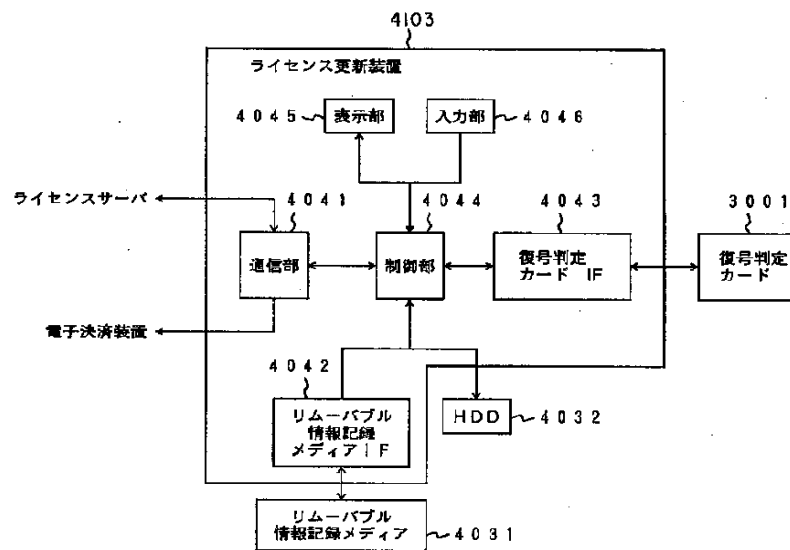 4103
ライセンス更新装置
4045 表示部
入力部 4046
ライセンスサーバ
4041
4044
4043
3001
通信部
制御部
復号判定
カード IF
復号判定
カード
電子決済装置
4042
リムーバブル
情報記録
メディアIF
HDD 4032
リムーバブル
情報記録メディア 4031